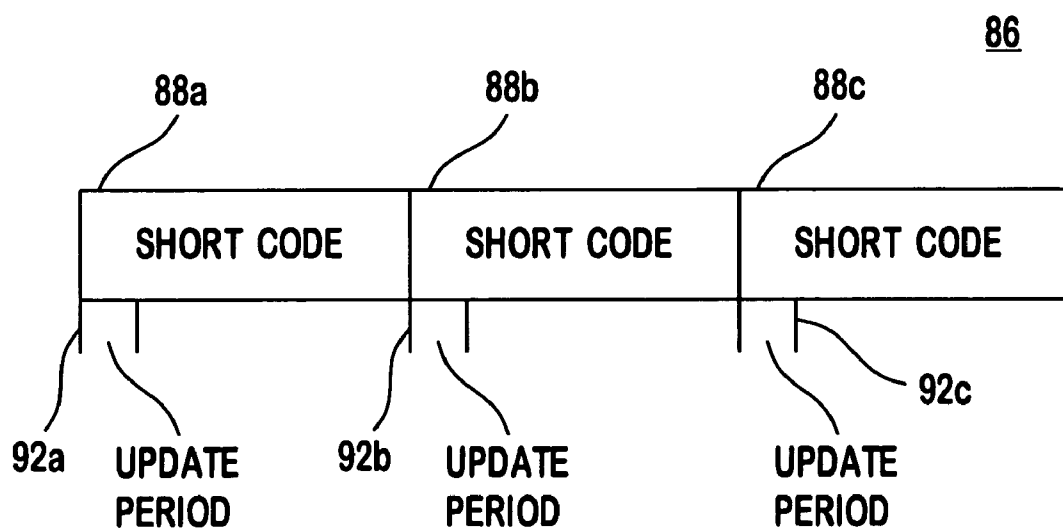 86
88a
88b
88c
SHORT CODE
SHORT CODE
SHORT CODE
92c
92a
UPDATE
PERIOD
92b
UPDATE
PERIOD
UPDATE
PERIOD